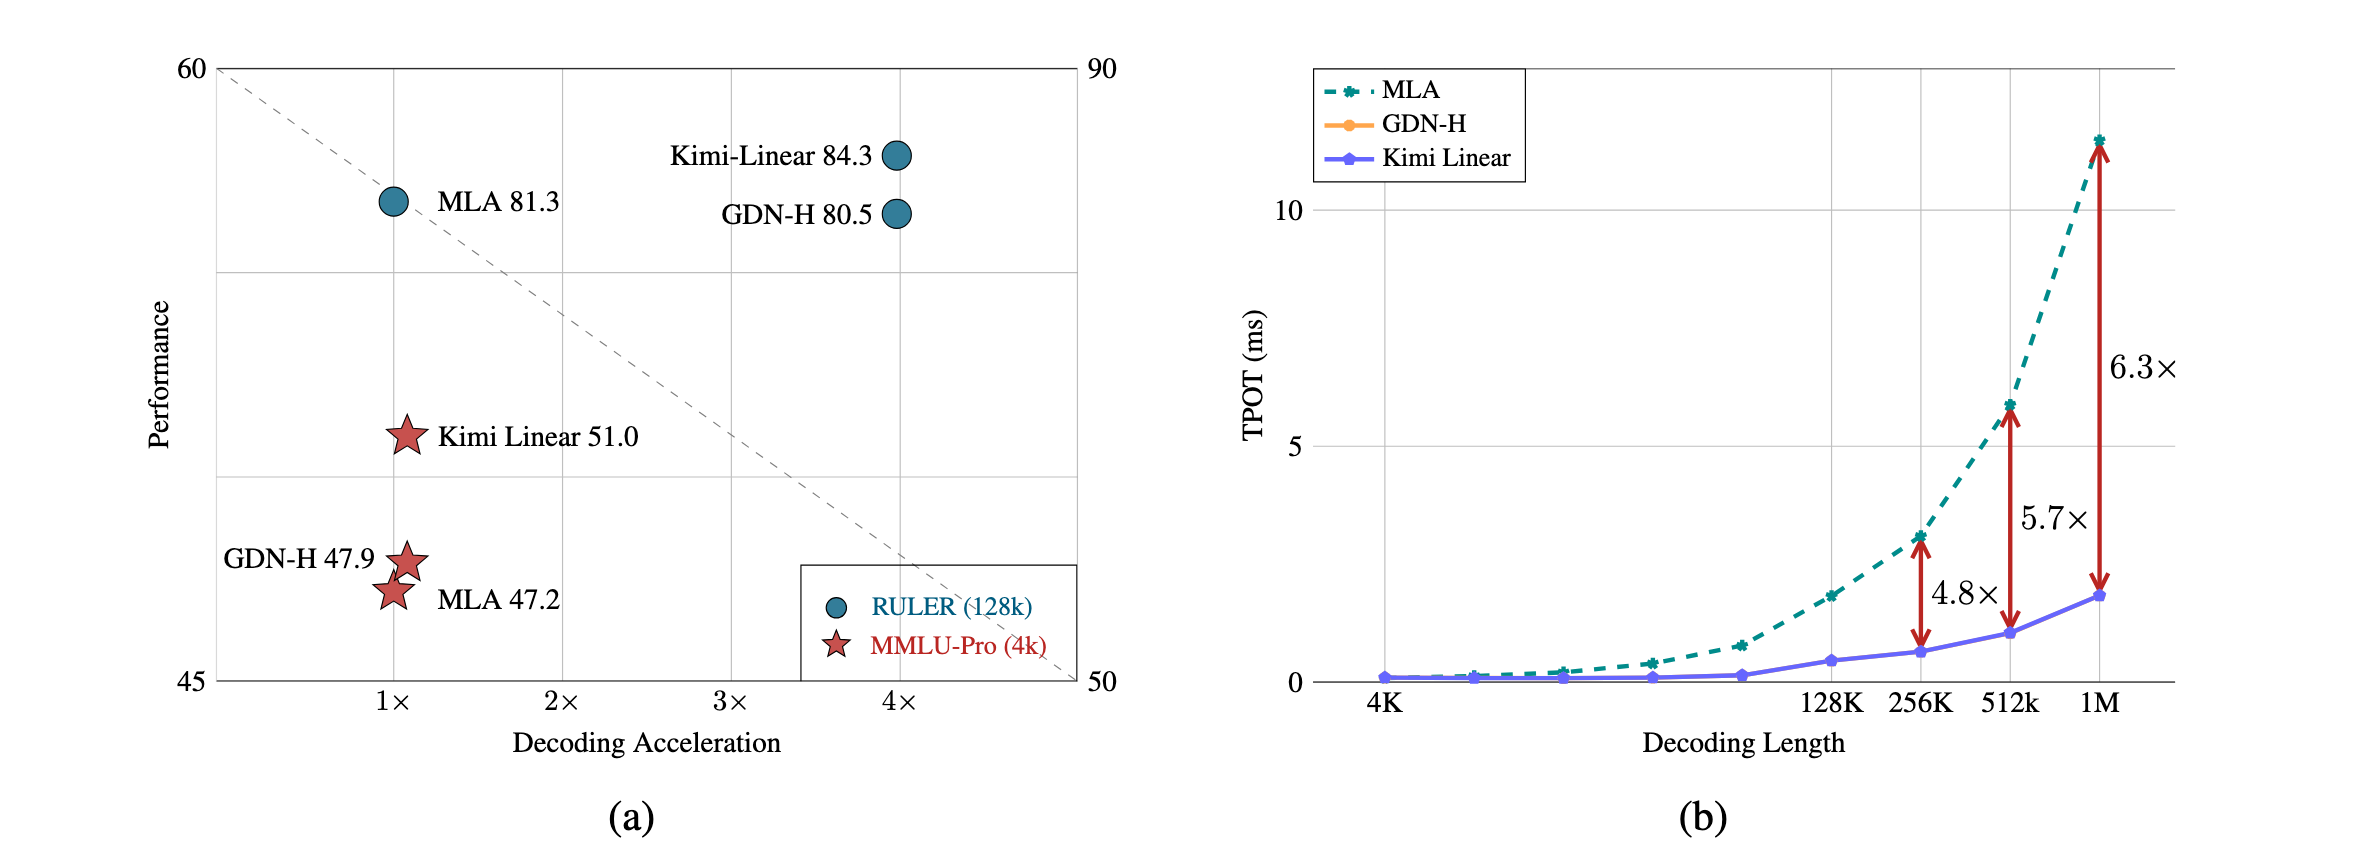 60
90
Kimi-Linear 84.3
MLA 81.3
GDN-H 80.5
Performance
Kimi Linear 51.0
GDN-H 47.9
MLA 47.2
RULER (128k)
MMLU-Pro (4k)
45
50
1× 2× 3× 4×
Decoding Acceleration
(a)
MLA
GDN-H
Kimi Linear
10
TPOT (ms)
6.3×
5
5.7×
4.8×
0
4K 128K 256K 512k 1M
Decoding Length
(b)